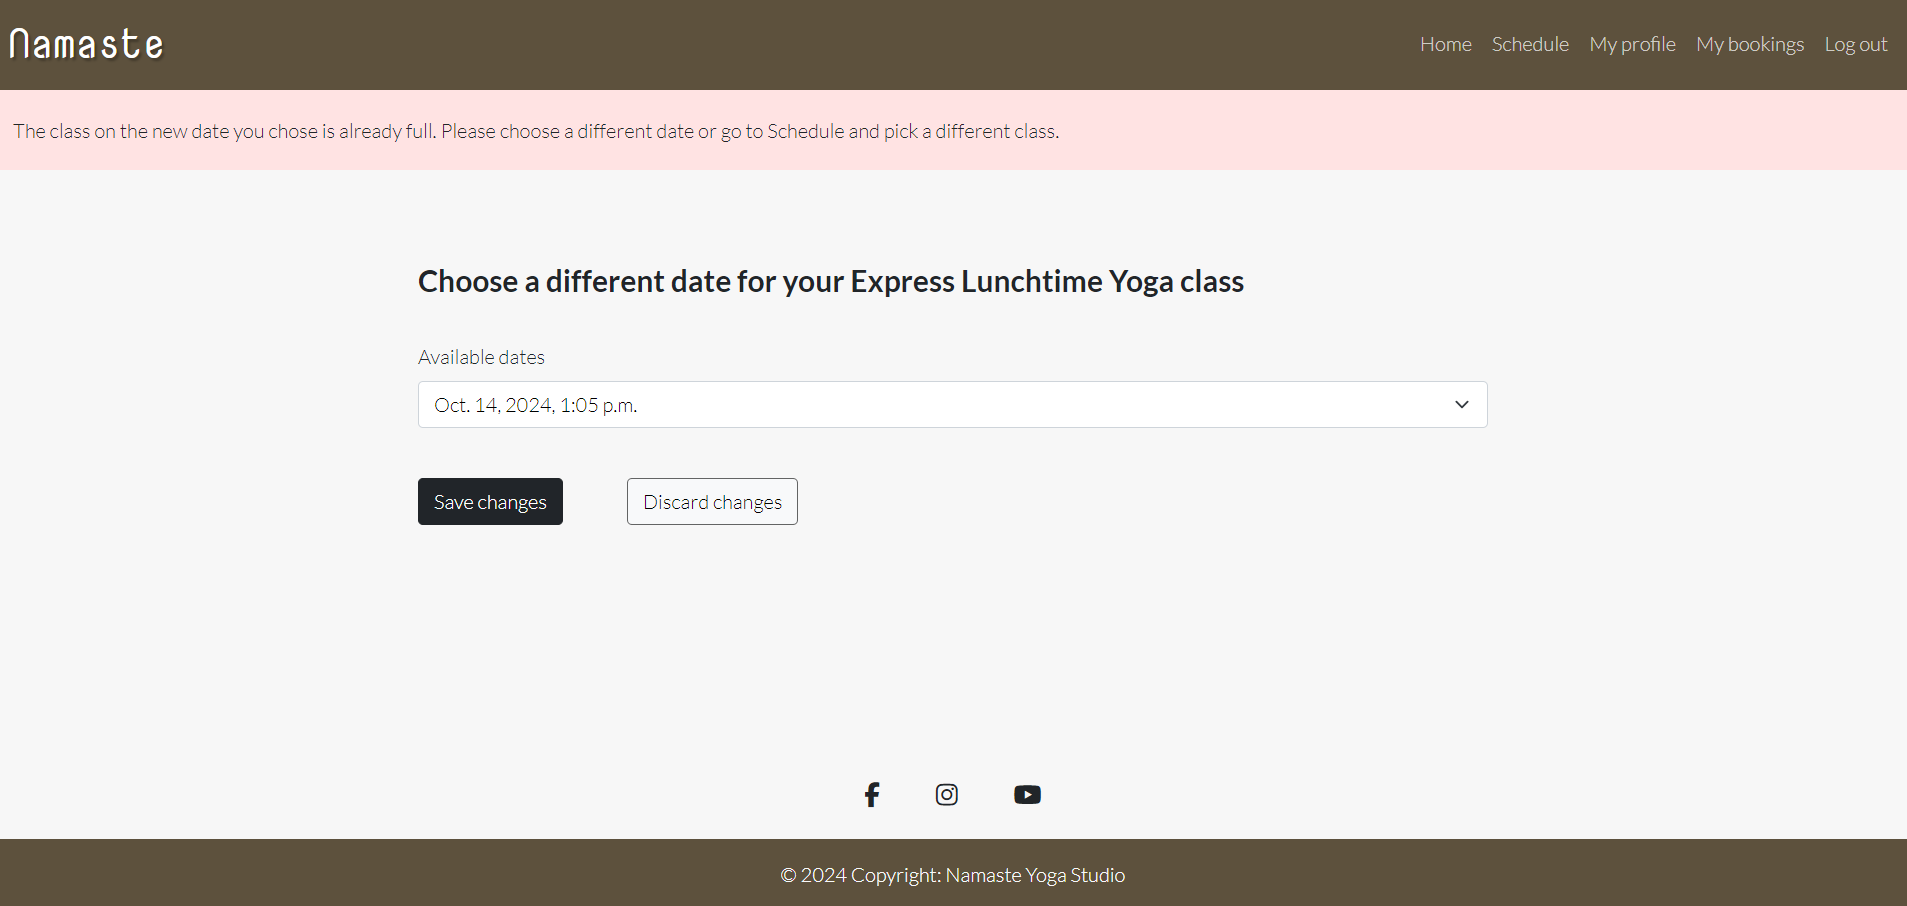 Namaste
Home Schedule My profile My bookings Log out
The class on the new date you chose is already full. Please choose a different date or go to Schedule and pick a different class.
Choose a different date for your Express Lunchtime Yoga class
Available dates
Oct. 14, 2024, 1:05 p.m.
Save changes Discard changes
© 2024 Copyright: Namaste Yoga Studio